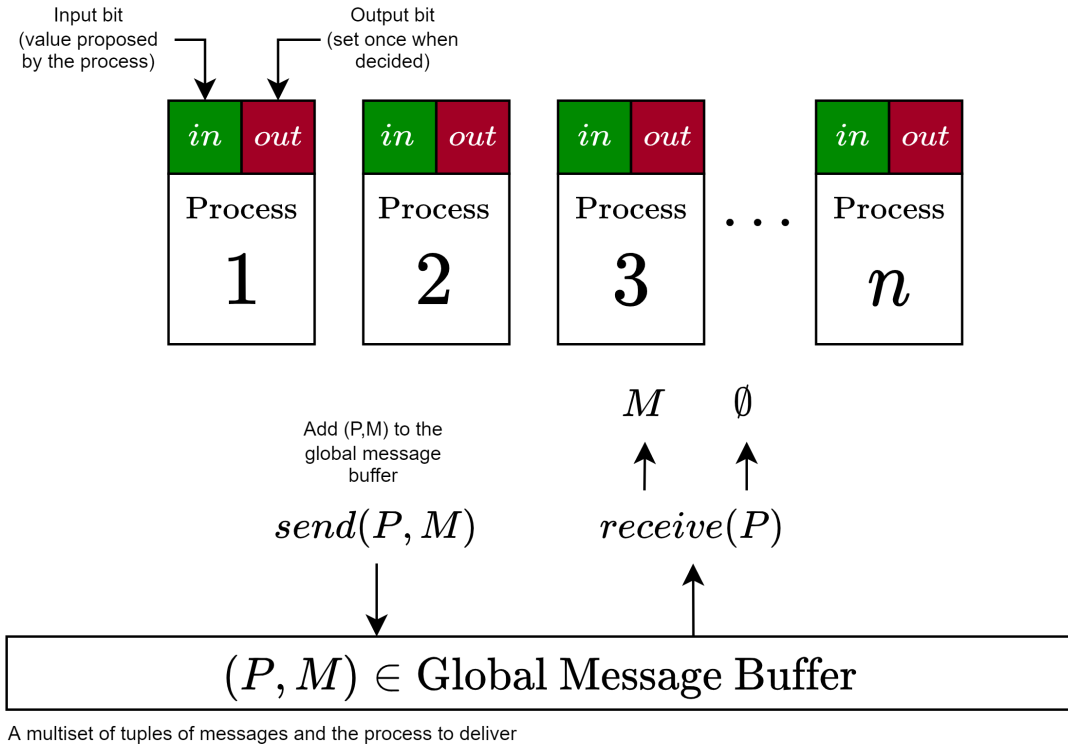 Input bit
(value proposed
by the process)
Output bit
(set once when
decided)
in out
in out
in out
in out
Process
1
Process
2
Process
3
...
Process
n
M ∅
Add (P,M) to the
global message
buffer
send(P, M)
receive(P)
(P, M) ∈ Global Message Buffer
A multiset of tuples of messages and the process to deliver